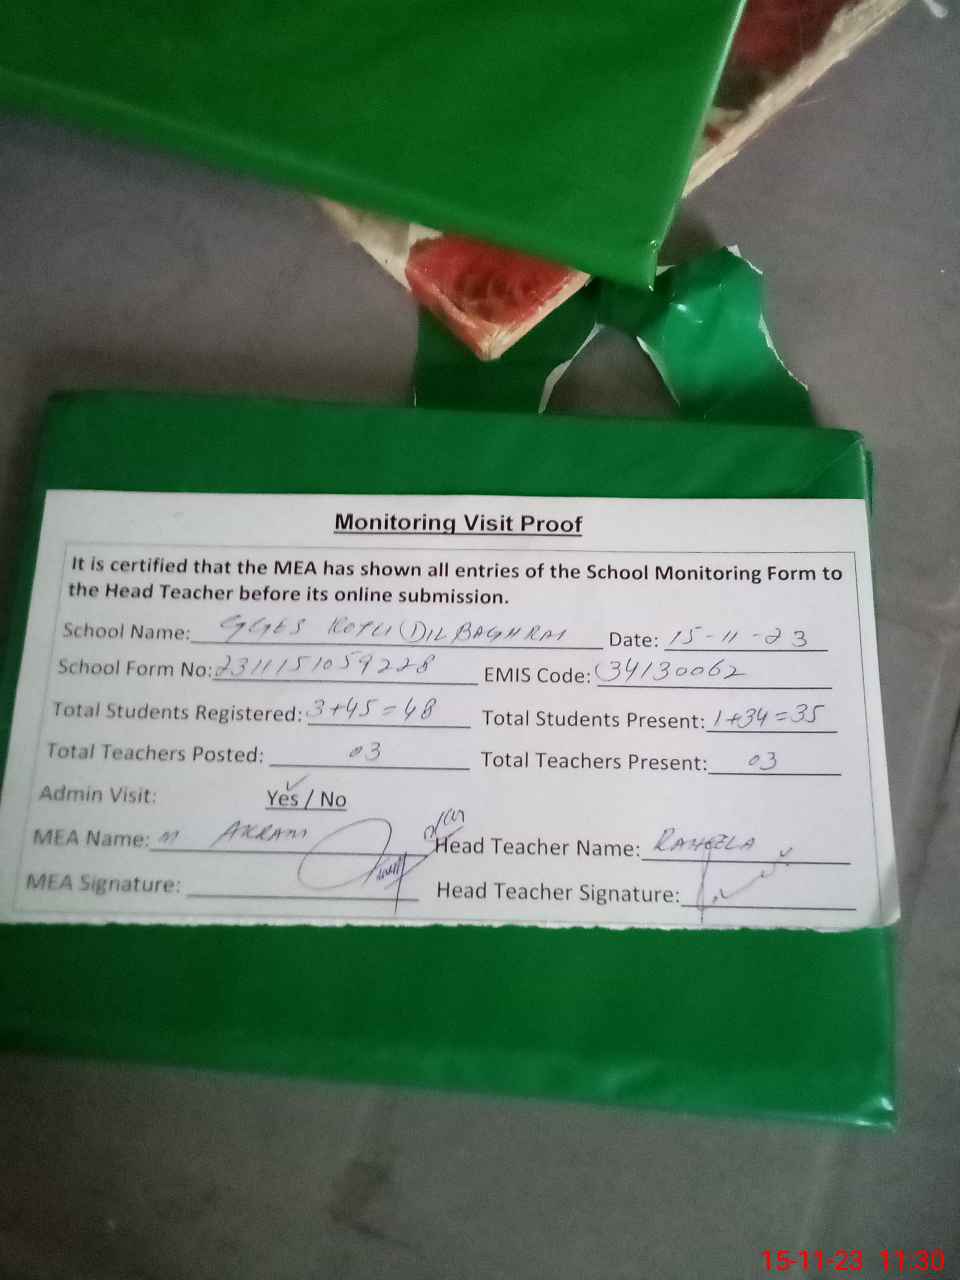 Monitoring Visit Proof
It is certified that the MEA has shown all entries of the School Monitoring Form to
the Head Teacher before its online submission.
School Name: GGES KOTLI DILBAGH RAI Date: 15-11-23
School Form No: 2311151059228 EMIS Code: 34130062
Total Students Registered: 3+45=48 Total Students Present: 1+34=35
Total Teachers Posted: 03 Total Teachers Present: 03
Admin Visit: Yes / No
MEA Name: M AKRAM Head Teacher Name: RAHEELA
MEA Signature: Head Teacher Signature:
15-11-23 11:30